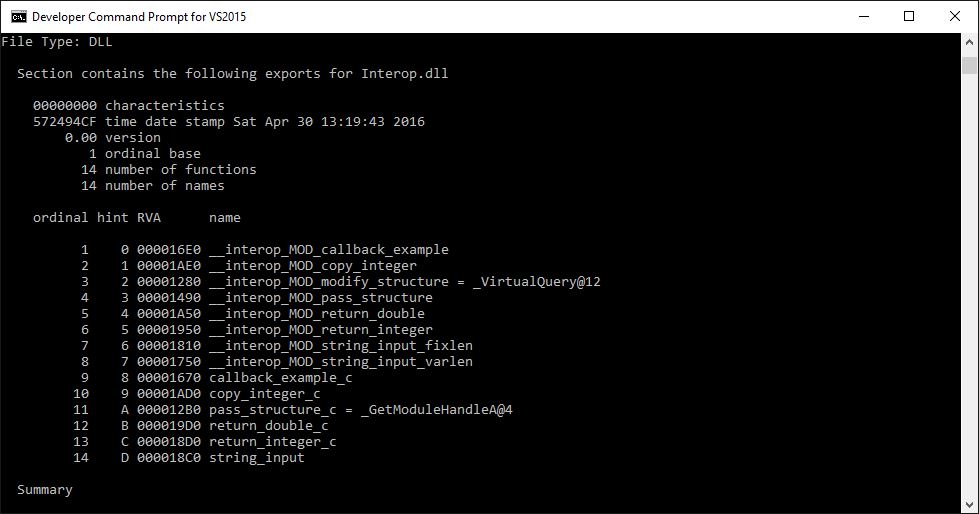 Developer Command Prompt for VS2015
File Type: DLL
Section contains the following exports for Interop.dll
00000000 characteristics
572494CF time date stamp Sat Apr 30 13:19:43 2016
0.00 version
1 ordinal base
14 number of functions
14 number of names
ordinal hint RVA name
1 0 000016E0 __interop_MOD_callback_example
2 1 00001AE0 __interop_MOD_copy_integer
3 2 00001280 __interop_MOD_modify_structure = _VirtualQuery@12
4 3 00001490 __interop_MOD_pass_structure
5 4 00001A50 __interop_MOD_return_double
6 5 00001950 __interop_MOD_return_integer
7 6 00001810 __interop_MOD_string_input_fixlen
8 7 00001750 __interop_MOD_string_input_varlen
9 8 00001670 callback_example_c
10 9 00001AD0 copy_integer_c
11 A 000012B0 pass_structure_c = _GetModuleHandleA@4
12 B 000019D0 return_double_c
13 C 000018D0 return_integer_c
14 D 000018C0 string_input
Summary